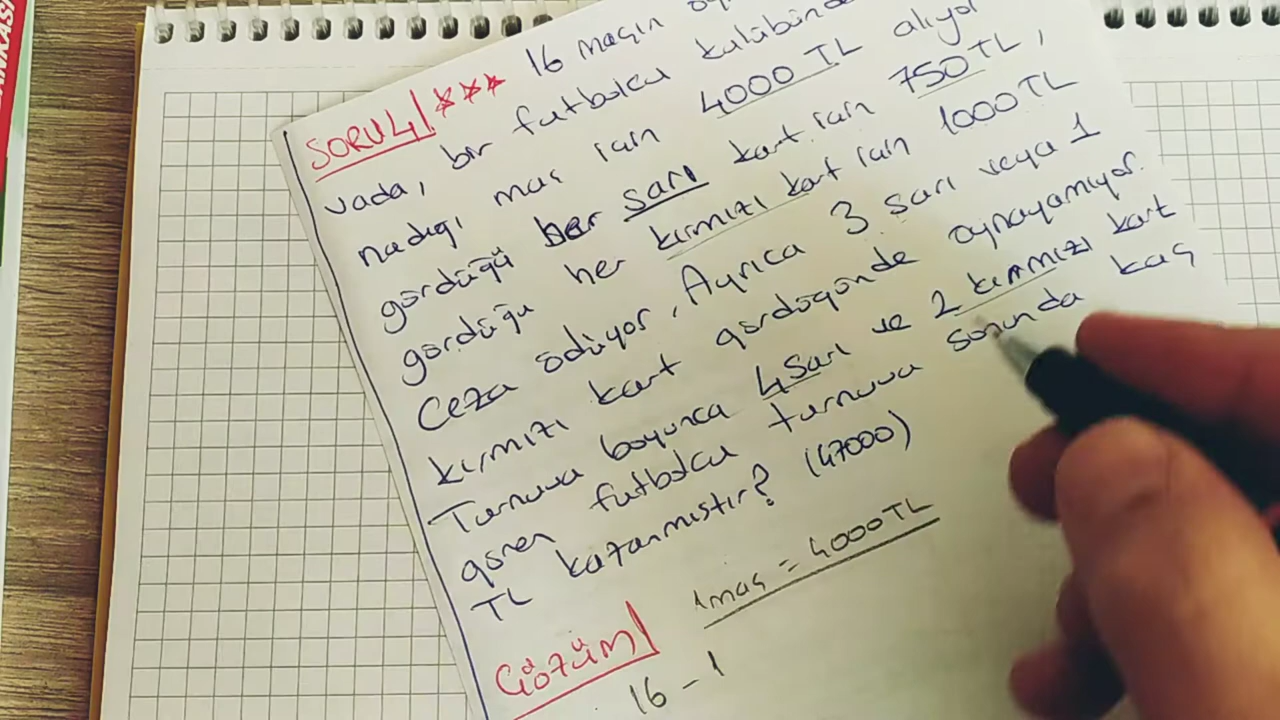 ANKASI
SORU 4 *** 16 maçın
vada, bir futbolcu kulübünde
nadığı maç için 4000 TL alıyor
gördüğü her sarı kart için 750 TL,
gördüğü her kırmızı kart için 1000 TL
Ceza ödüyor. Ayrıca 3 sarı veya 1
kırmızı kart gördüğünde oynayamıyor.
Turnuva boyunca 4 sarı ve 2 kırmızı kart
gören futbolcu turnuva sonunda kaç
TL kazanmıştır? (47000)
1 maç = 4000 TL
Çözüm
16 - 1